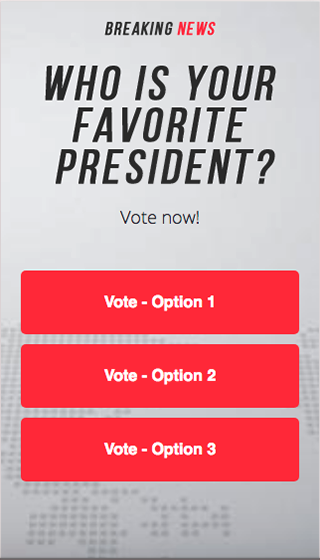 BREAKING NEWS
WHO IS YOUR
FAVORITE
PRESIDENT?
Vote now!
Vote - Option 1
Vote - Option 2
Vote - Option 3